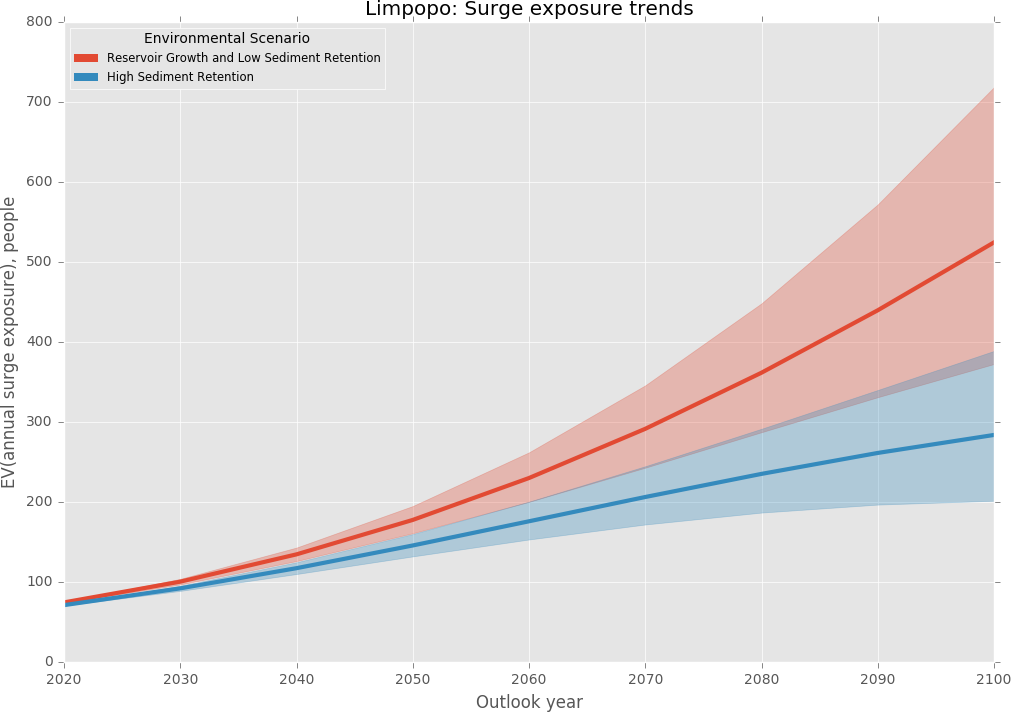 Limpopo: Surge exposure trends
Environmental Scenario
Reservoir Growth and Low Sediment Retention
High Sediment Retention
EV(annual surge exposure), people
800
700
600
500
400
300
200
100
0
2020 2030 2040 2050 2060 2070 2080 2090 2100
Outlook year